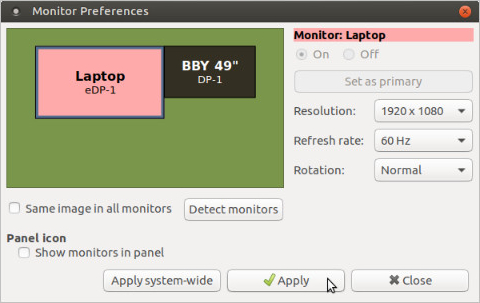 Monitor Preferences
Laptop
eDP-1
BBY 49"
DP-1
Monitor: Laptop
On Off
Set as primary
Resolution: 1920 x 1080
Refresh rate: 60 Hz
Rotation: Normal
Same image in all monitors Detect monitors
Panel icon
Show monitors in panel
Apply system-wide Apply Close